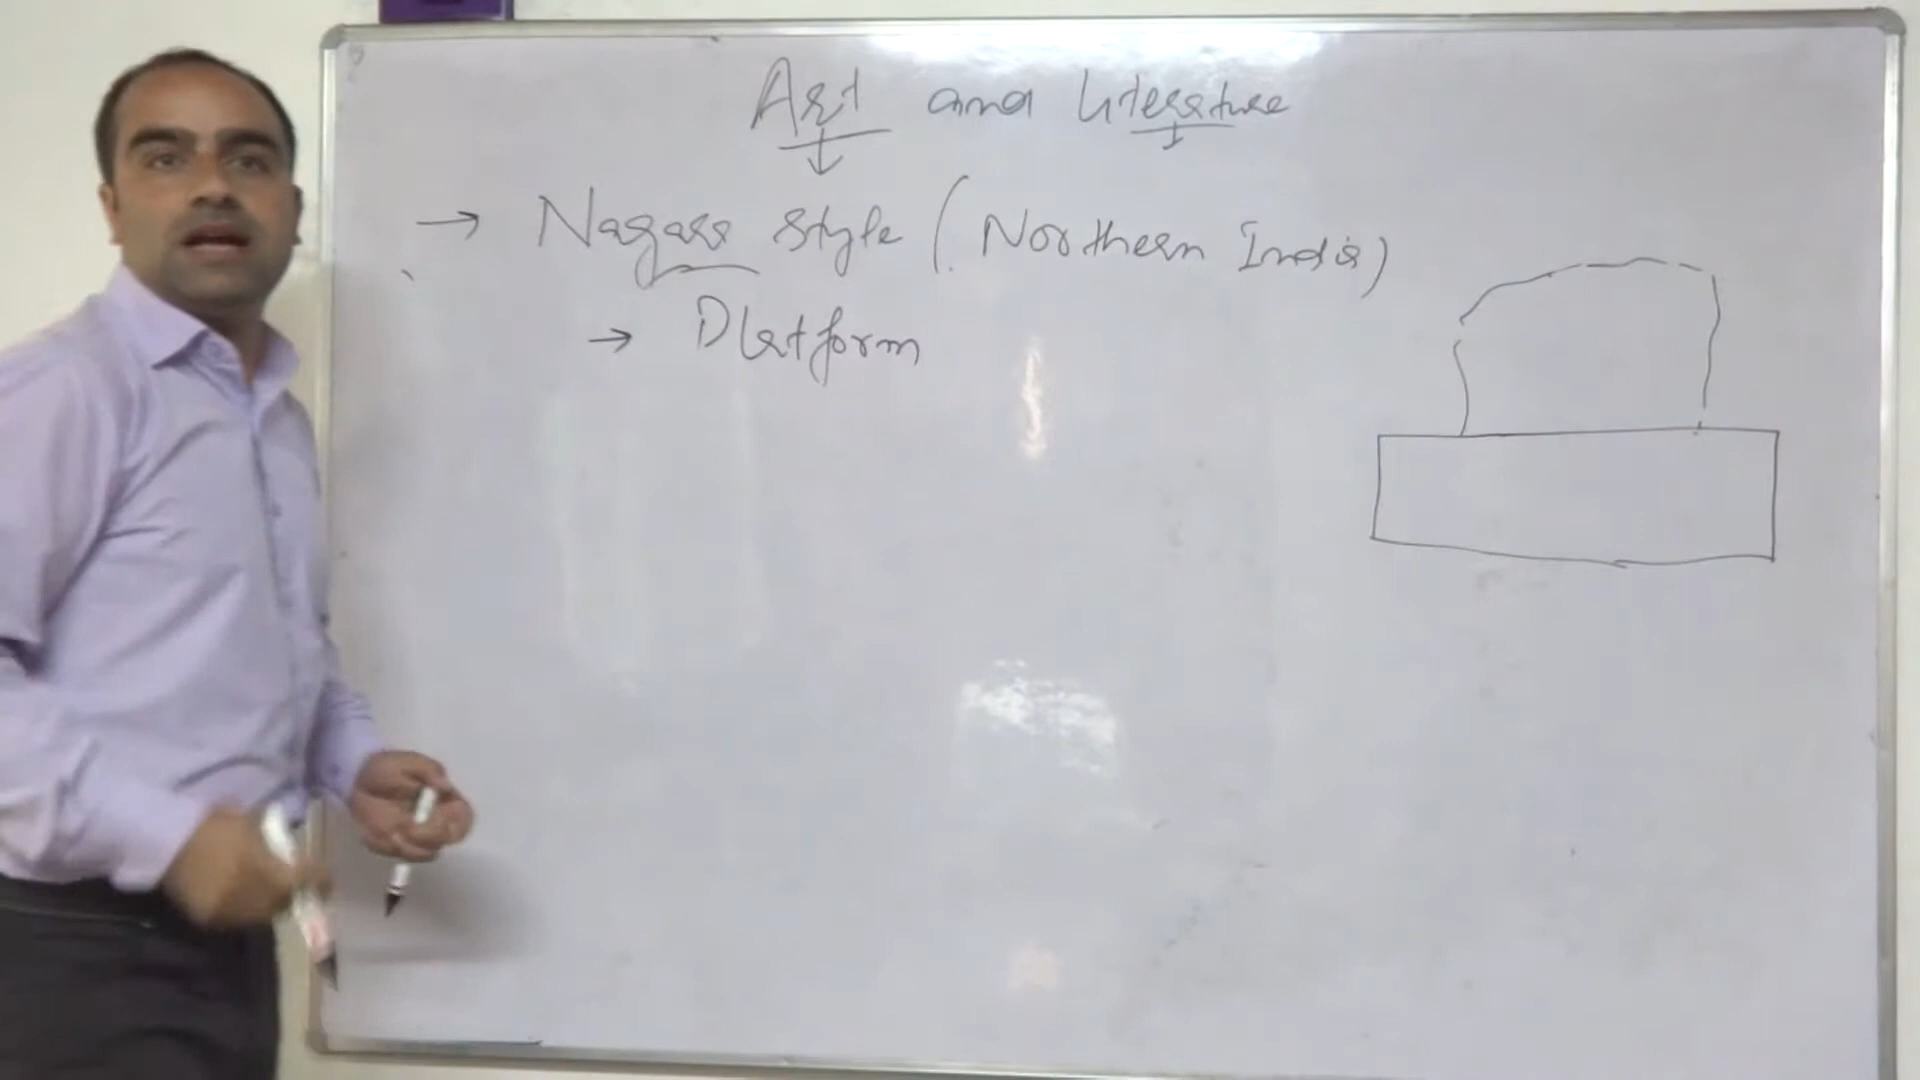 Art and Literature
→ Nagara style (Northern India)
→ Platform